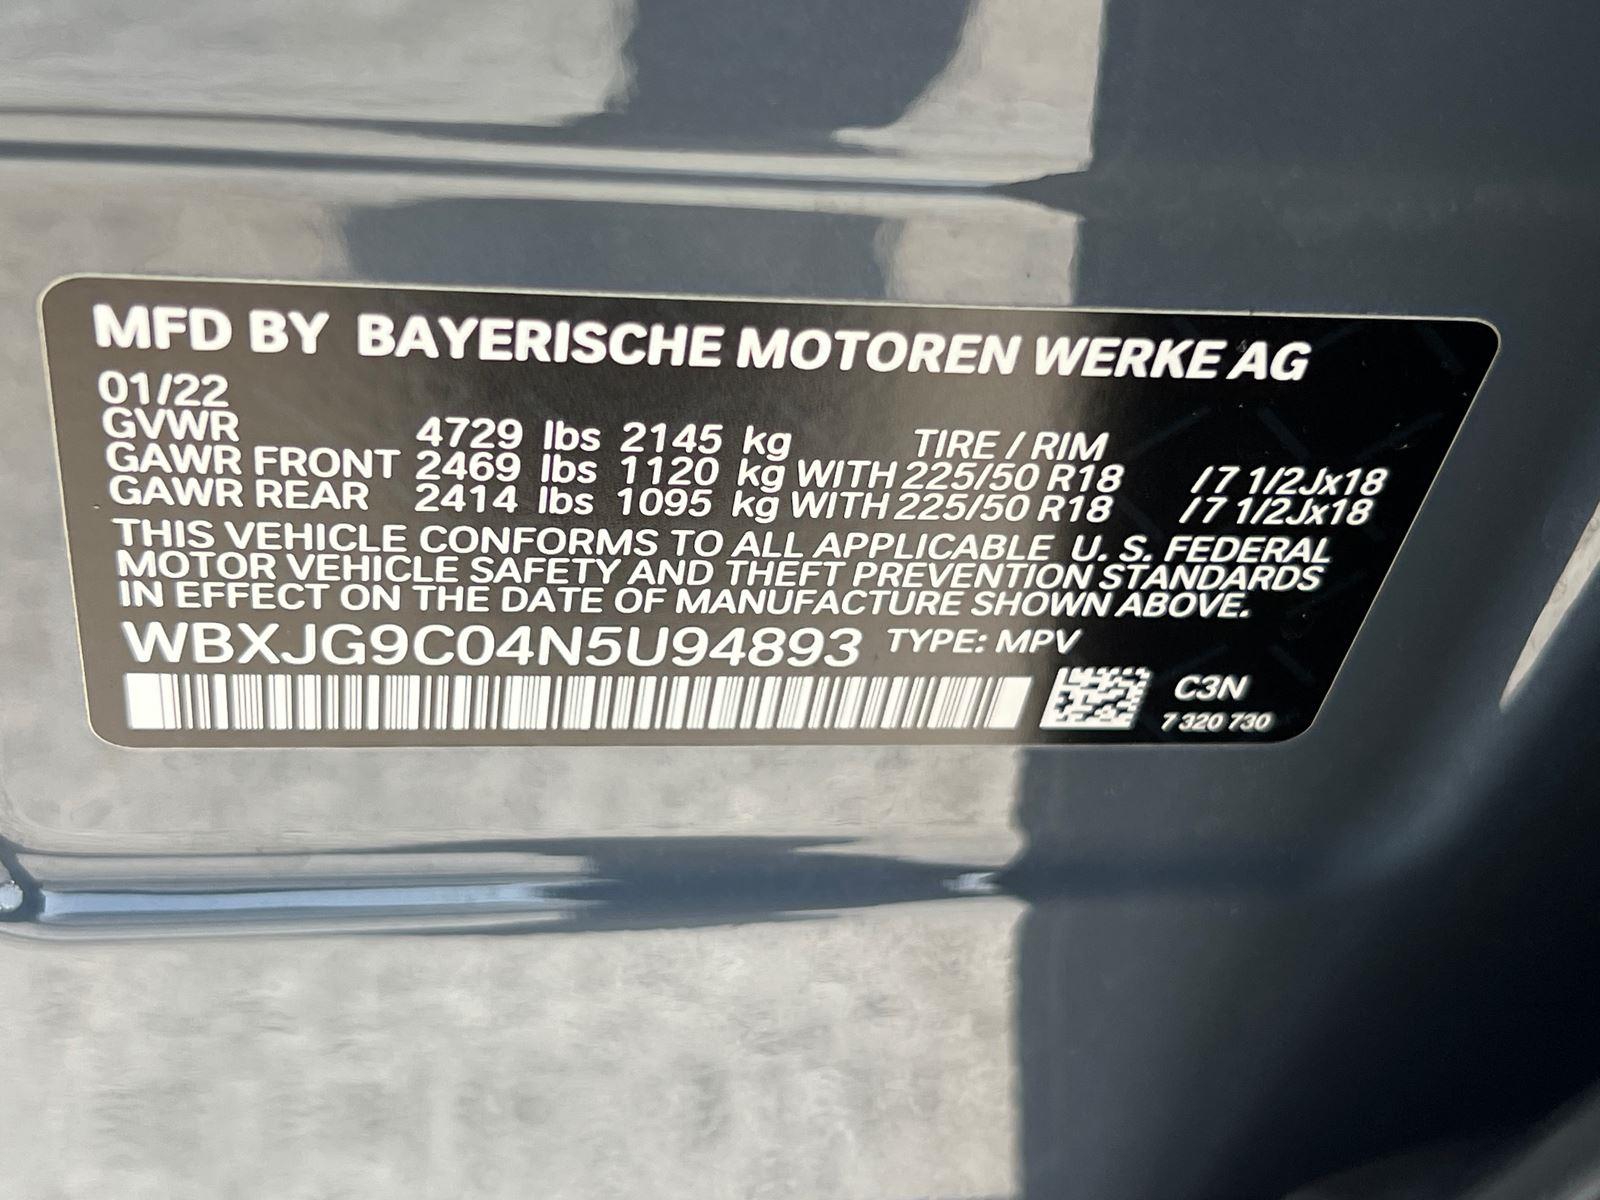 MFD BY BAYERISCHE MOTOREN WERKE AG
01/22
GVWR 4729 lbs 2145 kg TIRE / RIM
GAWR FRONT 2469 lbs 1120 kg WITH 225/50 R18 /7 1/2Jx18
GAWR REAR 2414 lbs 1095 kg WITH 225/50 R18 /7 1/2Jx18
THIS VEHICLE CONFORMS TO ALL APPLICABLE U. S. FEDERAL
MOTOR VEHICLE SAFETY AND THEFT PREVENTION STANDARDS
IN EFFECT ON THE DATE OF MANUFACTURE SHOWN ABOVE.
WBXJG9C04N5U94893 TYPE: MPV
C3N
7 320 730